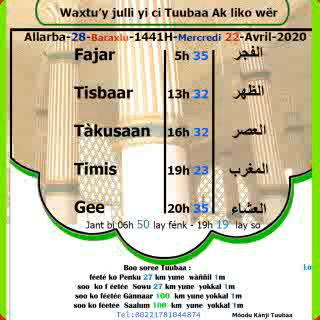 Waxtu’y julli yi ci Tuubaa Ak liko wër
Allarba-28-Baraxlu-1441H-Mercredi 22-Avril-2020
Fajar 5h 35 الفجر
Tisbaar 13h 32 الظهر
Tàkusaan 16h 32 العصر
Timis 19h 23 المغرب
Gee 20h 35 العشاء
Jant bi 06h 50 lay fénk - 19h 19 lay so
Boo soree Tuubaa :
féeté ko Penku 27 km yune wàññil 1m
soo ko féetée Sowu 27 km yune yokkal 1m
soo ko féetée Gànnaar 100 km yune yokkal 1m
soo ko féetée Saalum 100 km yune yokkal 1m
Tel:00221781044874
Móodu Kànji Tuubaa